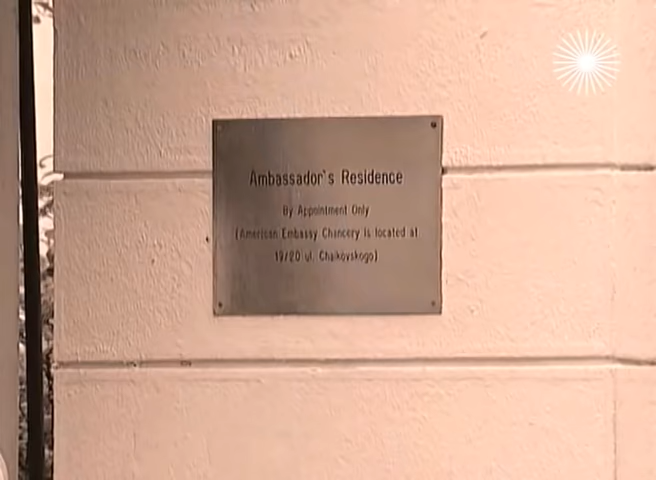 Ambassador's Residence
By Appointment Only
(American Embassy Chancery is located at
19/20 ul. Chaikovskogo)